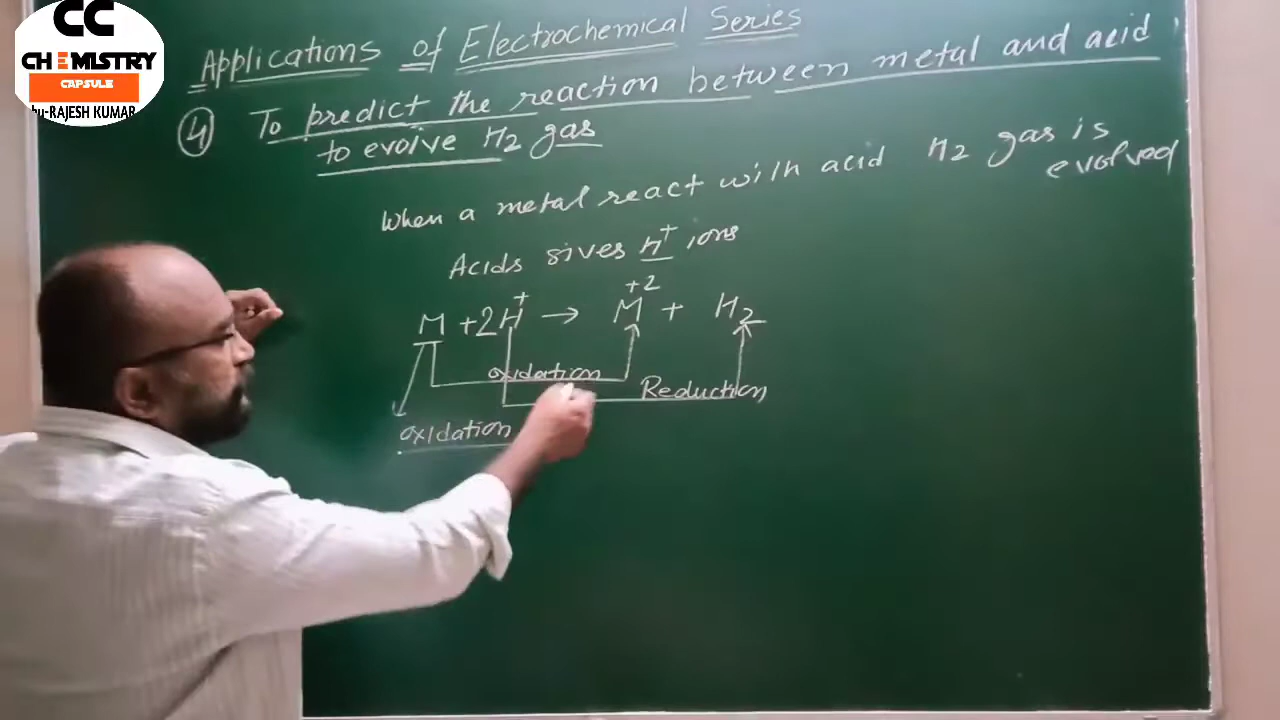 CC
CHEMISTRY
CAPSULE
by-RAJESH KUMAR
Applications of Electrochemical Series
4 To predict the reaction between metal and acid
to evolve H2 gas
When a metal react with acid H2 gas is
evolved
Acids gives H+ ions
M + 2H+ → M+2 + H2
oxidation
Reduction
oxidation